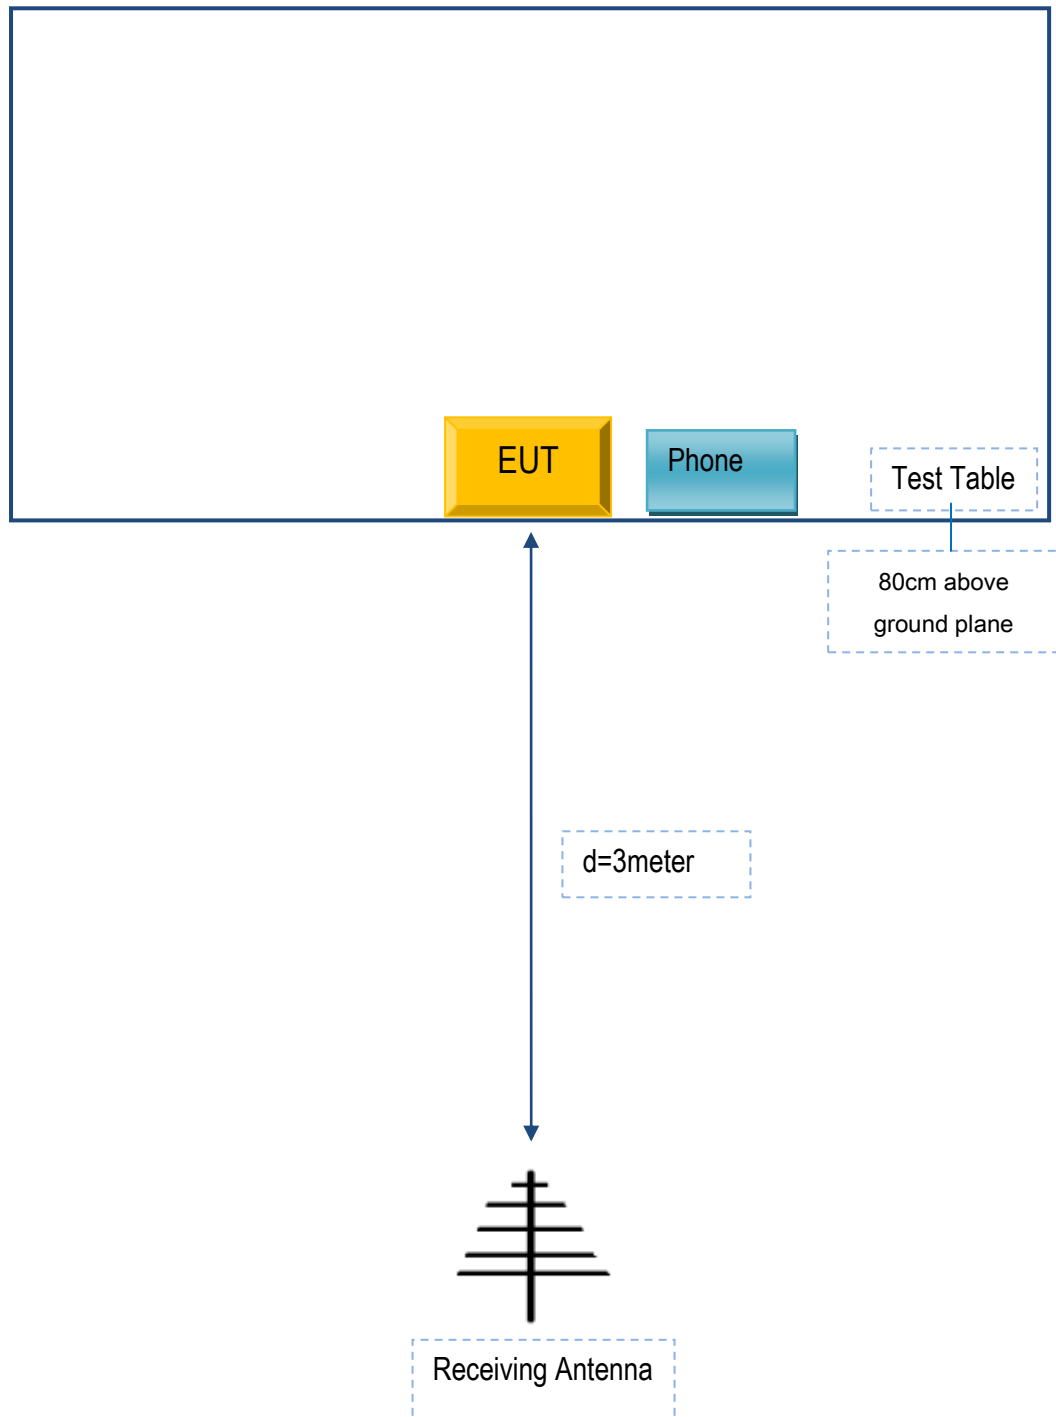 EUT
Phone
Test Table
80cm above
ground plane
d=3meter
Receiving Antenna